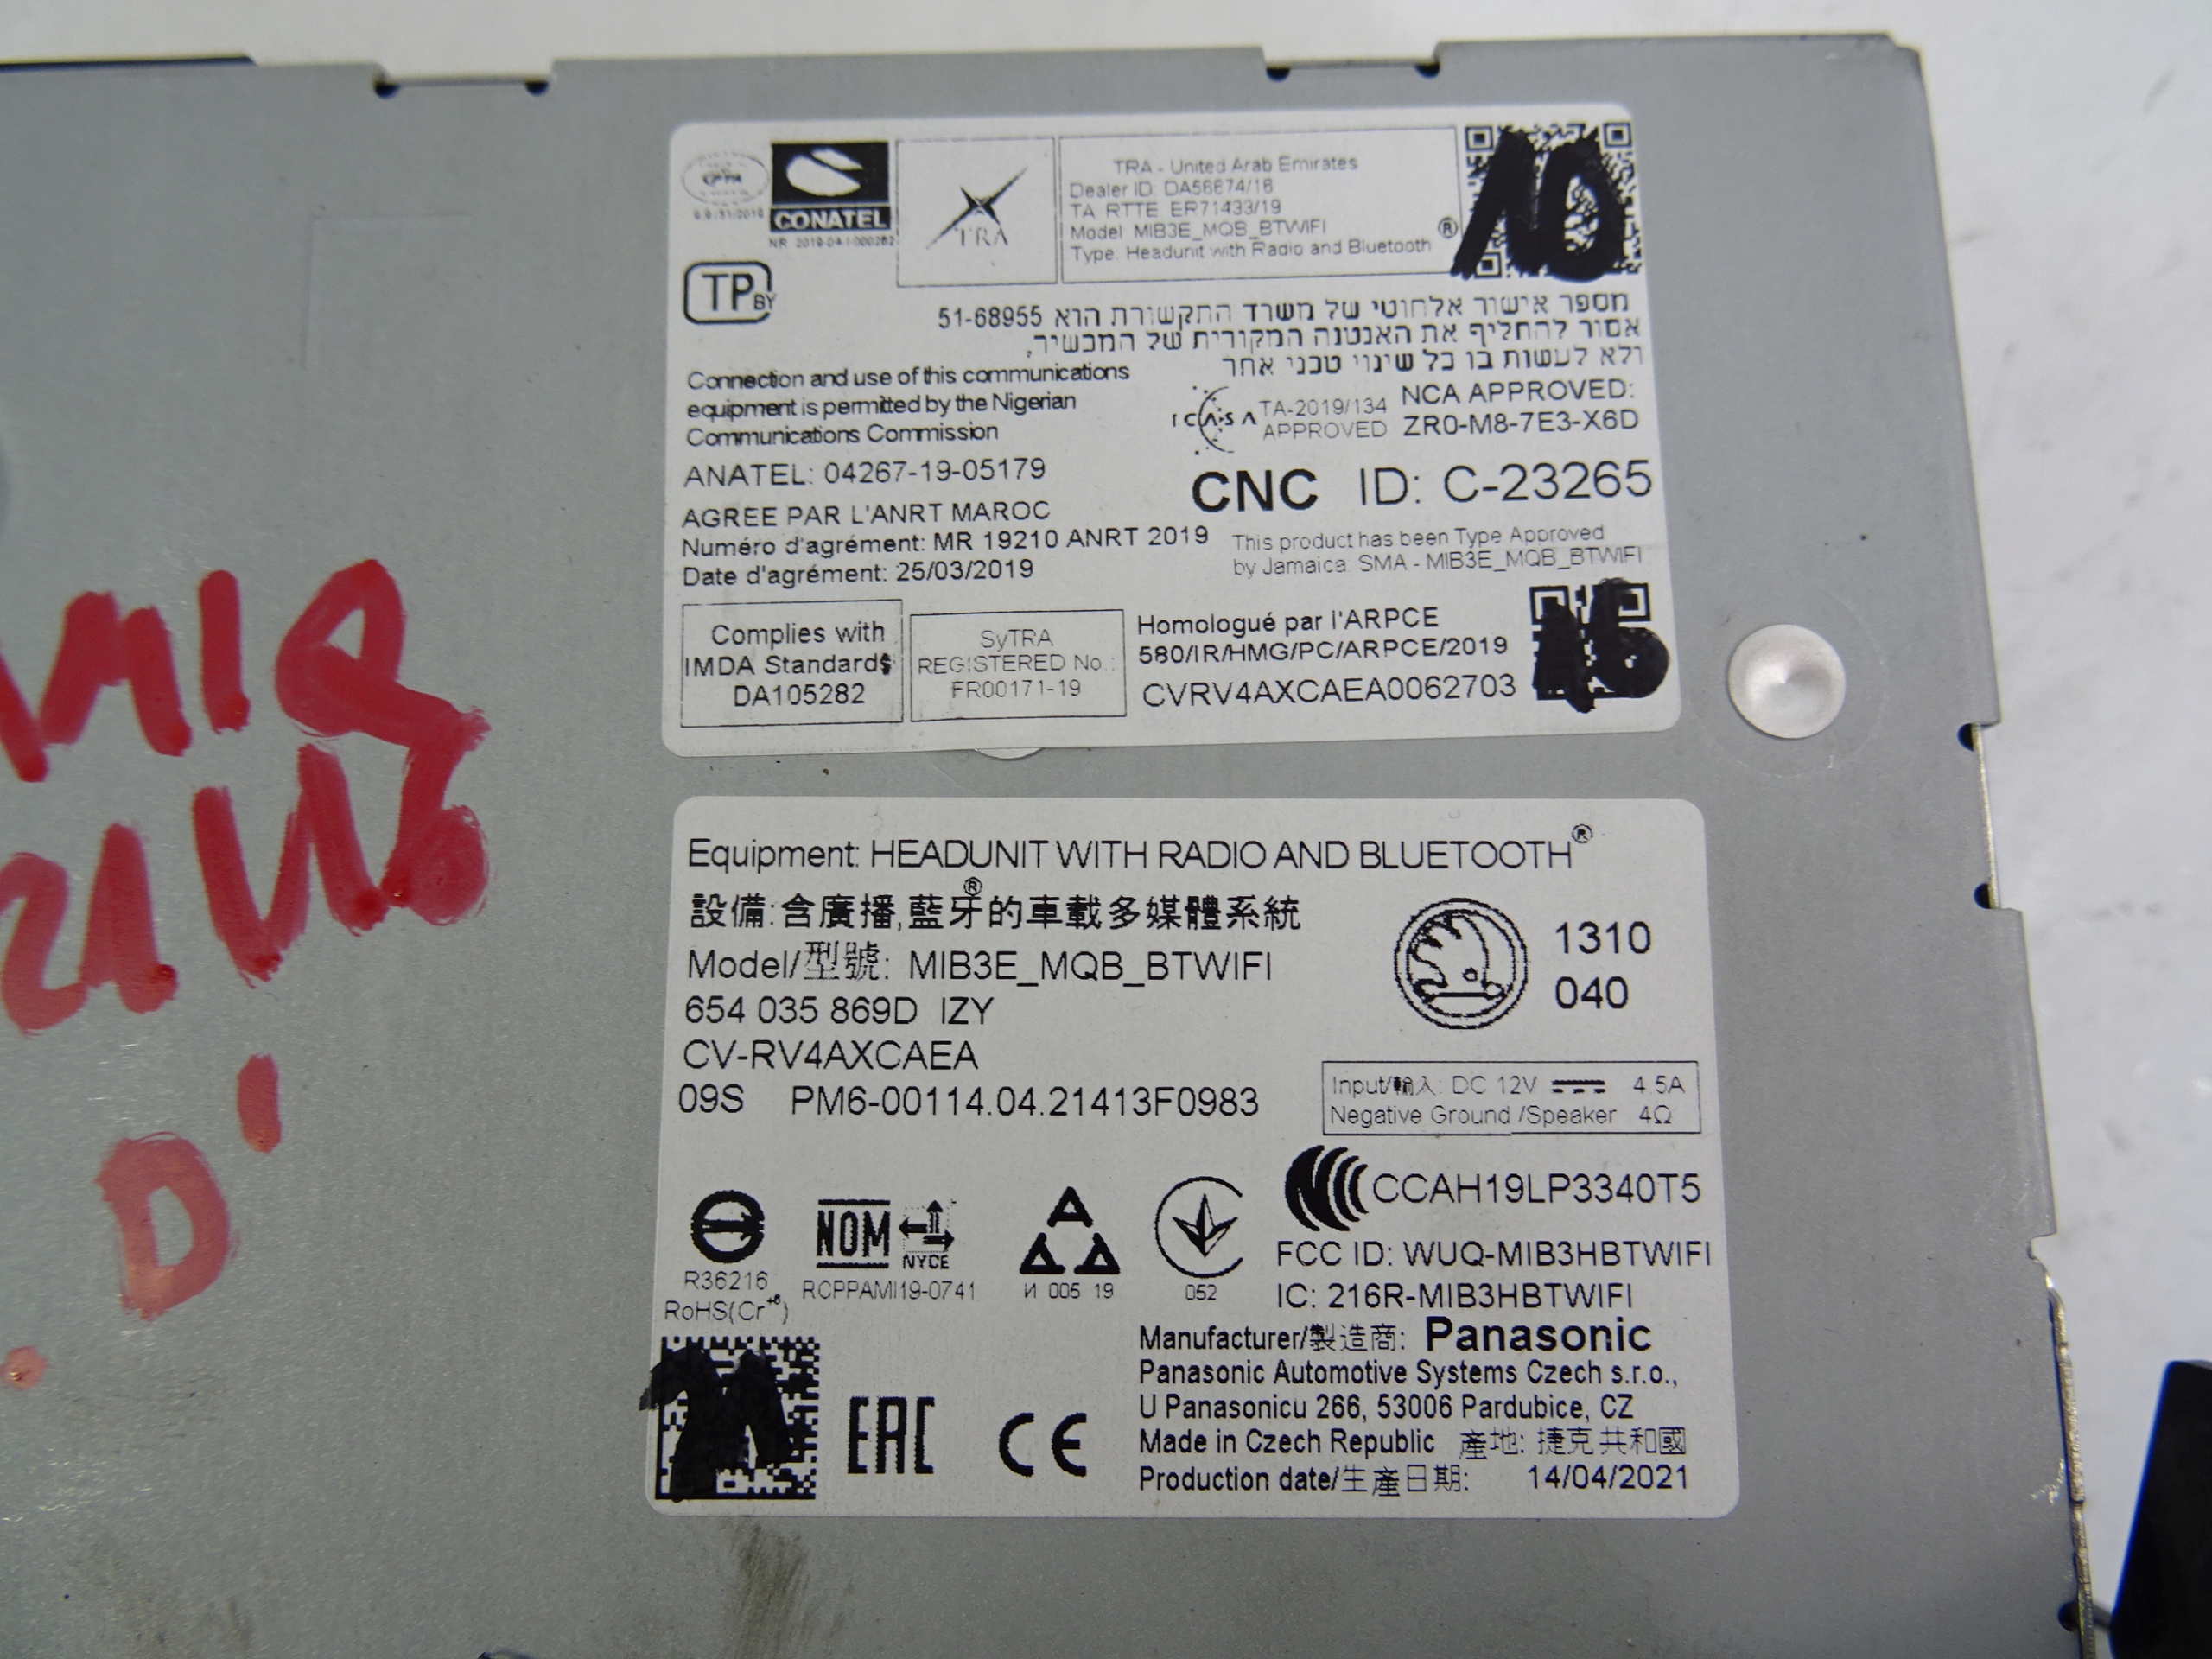 CONATEL
NR. 2019-04-I-000282
TRA
TRA - United Arab Emirates
Dealer ID: DA56674/16
TA RTTE ER71433/19
Model: MIB3E_MQB_BTWIFI
Type: Headunit with Radio and Bluetooth ®
TP BY
מספר אישור אלחוטי של משרד התקשורת הוא 51-68955
אסור להחליף את האנטנה המקורית של המכשיר,
ולא לעשות בו כל שינוי טכני אחר
Connection and use of this communications
equipment is permitted by the Nigerian
Communications Commission
ICASA TA-2019/134
APPROVED
NCA APPROVED:
ZR0-M8-7E3-X6D
ANATEL: 04267-19-05179
CNC ID: C-23265
AGREE PAR L'ANRT MAROC
Numéro d'agrément: MR 19210 ANRT 2019
Date d'agrément: 25/03/2019
This product has been Type Approved
by Jamaica: SMA - MIB3E_MQB_BTWIFI
Complies with
IMDA Standards
DA105282
SyTRA
REGISTERED No.:
FR00171-19
Homologué par l'ARPCE
580/IR/HMG/PC/ARPCE/2019
CVRV4AXCAEA0062703
Equipment: HEADUNIT WITH RADIO AND BLUETOOTH®
設備:含廣播,藍牙®的車載多媒體系統
Model/型號: MIB3E_MQB_BTWIFI
654 035 869D IZY
CV-RV4AXCAEA
09S PM6-00114.04.21413F0983
1310
040
Input/輸入: DC 12V 4.5A
Negative Ground /Speaker 4Ω
R36216
RoHS(Cr+6)
NOM
NYCE
RCPPAMI19-0741
И 005 19
052
CCAH19LP3340T5
FCC ID: WUQ-MIB3HBTWIFI
IC: 216R-MIB3HBTWIFI
Manufacturer/製造商: Panasonic
Panasonic Automotive Systems Czech s.r.o.,
U Panasonicu 266, 53006 Pardubice, CZ
Made in Czech Republic 產地: 捷克共和國
Production date/生產日期: 14/04/2021
EAC
CE
D